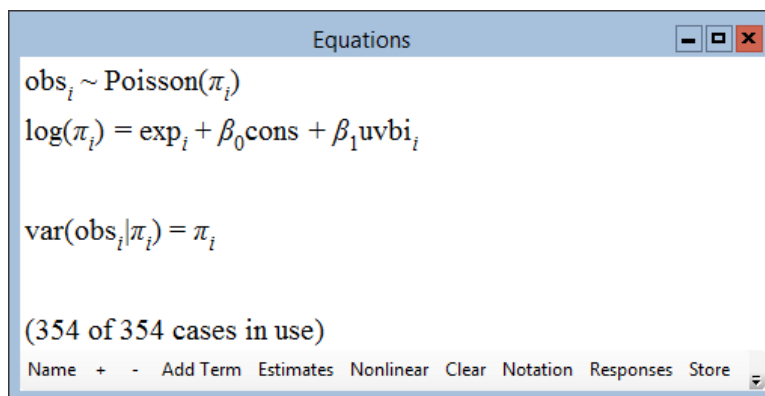 Equations
obsᵢ ~ Poisson(πᵢ)
log(πᵢ) = expᵢ + β₀cons + β₁uvbiᵢ
var(obsᵢ|πᵢ) = πᵢ
(354 of 354 cases in use)
Name + - Add Term Estimates Nonlinear Clear Notation Responses Store